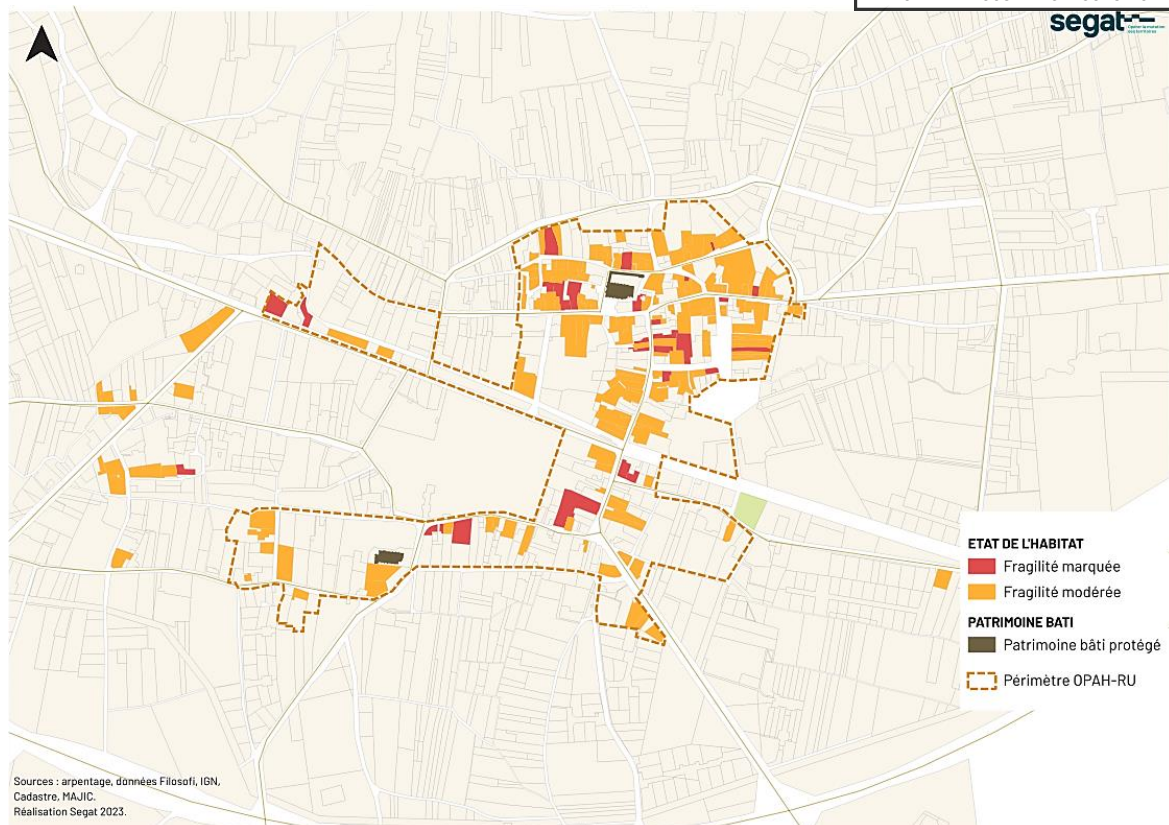 segat
ETAT DE L'HABITAT
Fragilité marquée
Fragilité modérée
PATRIMOINE BATI
Patrimoine bâti protégé
Périmètre OPAH-RU
Sources : arpentage, données Filosofi, IGN,
Cadastre, MAJIC.
Réalisation Segat 2023.